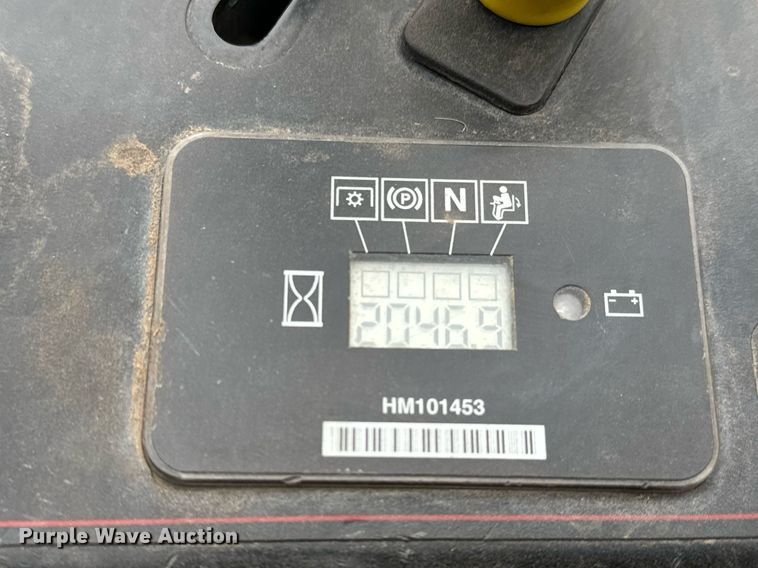 P
N
2046.9
HM101453
Purple Wave Auction